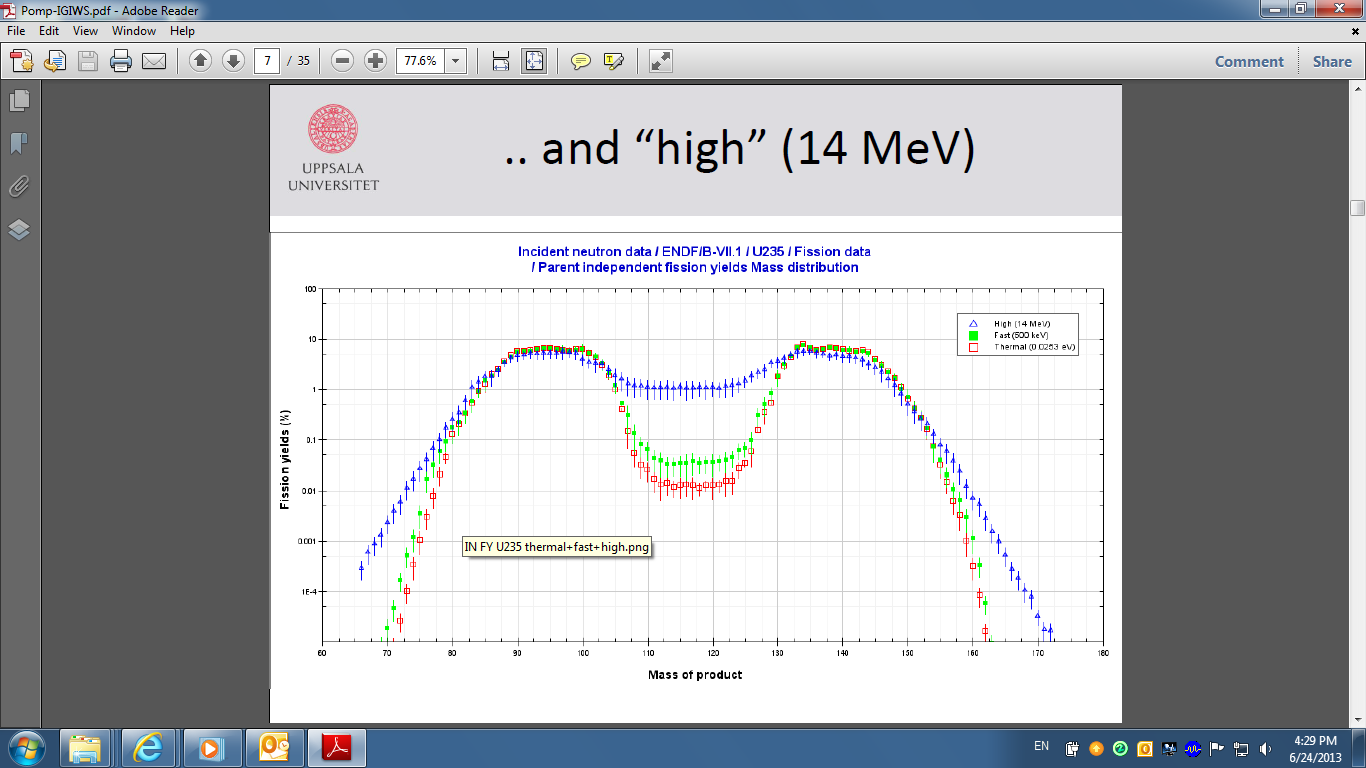 Pomp-IGIWS.pdf - Adobe Reader
File Edit View Window Help
7 / 35 77.6% Comment Share
UPPSALA
UNIVERSITET
.. and “high” (14 MeV)
Incident neutron data / ENDF/B-VII.1 / U235 / Fission data
/ Parent independent fission yields Mass distribution
High (14 MeV)
Fast (500 keV)
Thermal (0.0253 eV)
Fission yields (%)
100
10
1
0.1
0.01
0.001
1E-4
IN FY U235 thermal+fast+high.png
60 70 80 90 100 110 120 130 140 150 160 170 180
Mass of product
EN
4:29 PM
6/24/2013